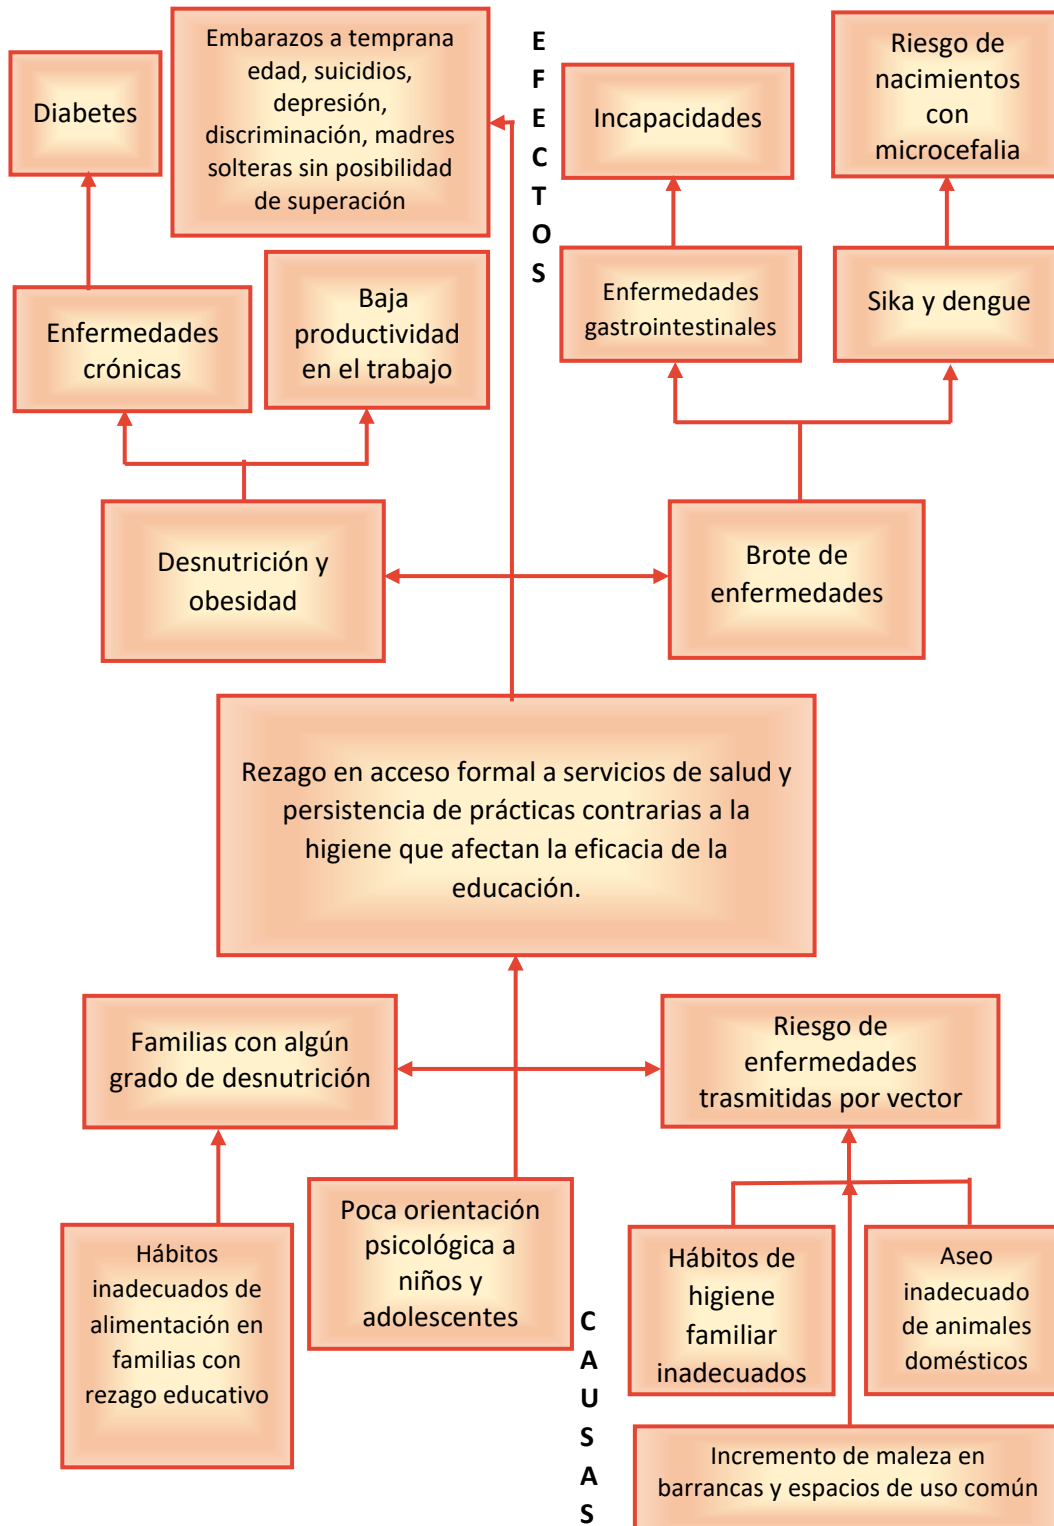 Diabetes
Embarazos a temprana
edad, suicidios,
depresión,
discriminación, madres
solteras sin posibilidad
de superación
E
F
E
C
T
O
S
Incapacidades
Riesgo de
nacimientos
con
microcefalia
Enfermedades
crónicas
Baja
productividad
en el trabajo
Enfermedades
gastrointestinales
Sika y dengue
Desnutrición y
obesidad
Brote de
enfermedades
Rezago en acceso formal a servicios de salud y
persistencia de prácticas contrarias a la
higiene que afectan la eficacia de la
educación.
Familias con algún
grado de desnutrición
Riesgo de
enfermedades
trasmitidas por vector
Hábitos
inadecuados de
alimentación en
familias con
rezago educativo
Poca orientación
psicológica a
niños y
adolescentes
C
A
U
S
A
S
Hábitos de
higiene
familiar
inadecuados
Aseo
inadecuado
de animales
domésticos
Incremento de maleza en
barrancas y espacios de uso común